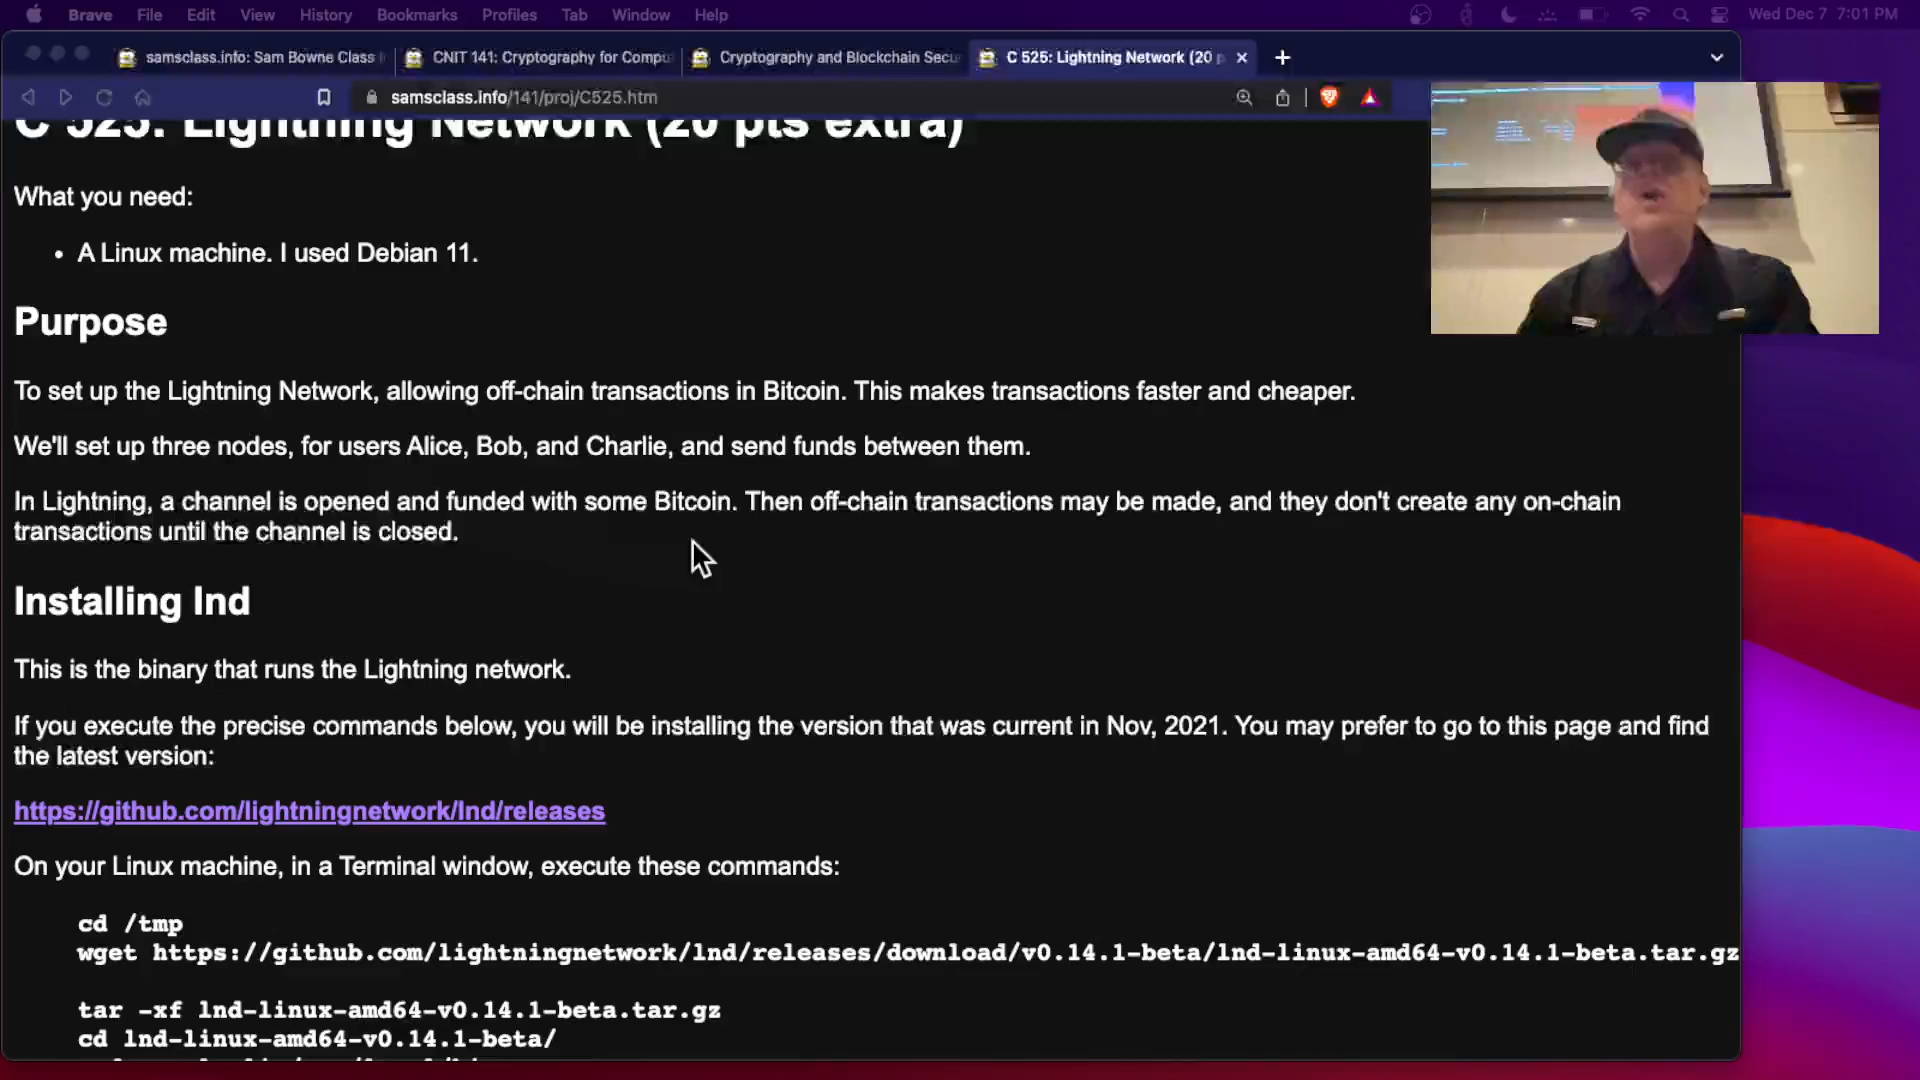 Brave File Edit View History Bookmarks Profiles Tab Window Help Wed Dec 7 7:01 PM
samsclass.info: Sam Bowne Class CNIT 141: Cryptography for Compu Cryptography and Blockchain Secu C 525: Lightning Network (20 p
samsclass.info/141/proj/C525.htm
C 525: Lightning Network (20 pts extra)
What you need:
• A Linux machine. I used Debian 11.
Purpose
To set up the Lightning Network, allowing off-chain transactions in Bitcoin. This makes transactions faster and cheaper.
We'll set up three nodes, for users Alice, Bob, and Charlie, and send funds between them.
In Lightning, a channel is opened and funded with some Bitcoin. Then off-chain transactions may be made, and they don't create any on-chain
transactions until the channel is closed.
Installing lnd
This is the binary that runs the Lightning network.
If you execute the precise commands below, you will be installing the version that was current in Nov, 2021. You may prefer to go to this page and find
the latest version:
https://github.com/lightningnetwork/lnd/releases
On your Linux machine, in a Terminal window, execute these commands:
cd /tmp
wget https://github.com/lightningnetwork/lnd/releases/download/v0.14.1-beta/lnd-linux-amd64-v0.14.1-beta.tar.gz
tar -xf lnd-linux-amd64-v0.14.1-beta.tar.gz
cd lnd-linux-amd64-v0.14.1-beta/